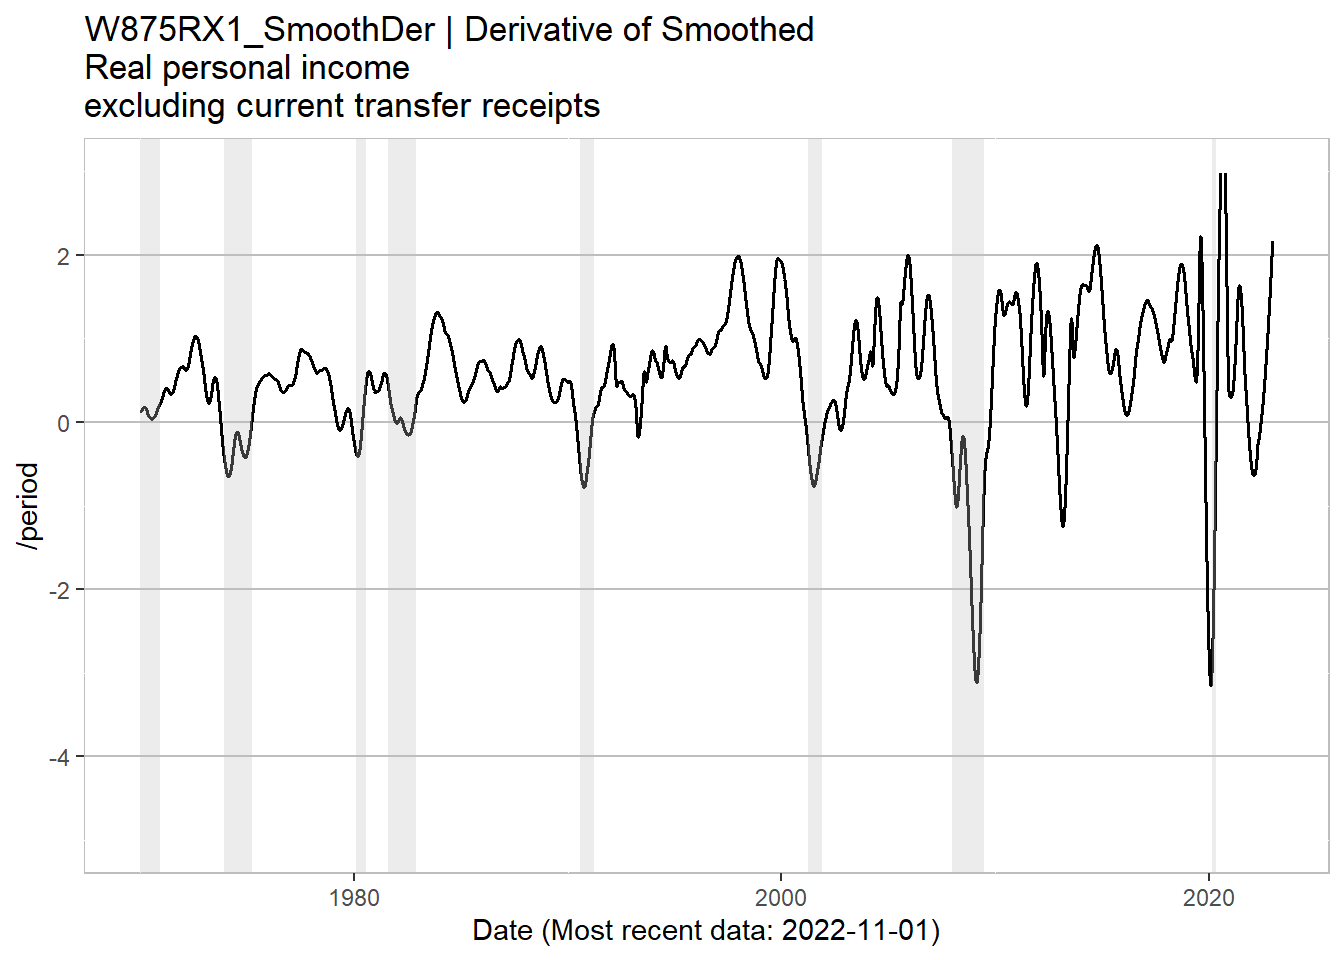 W875RX1_SmoothDer | Derivative of Smoothed
Real personal income
excluding current transfer receipts
2
0
-2
-4
/period
1980
2000
2020
Date (Most recent data: 2022-11-01)